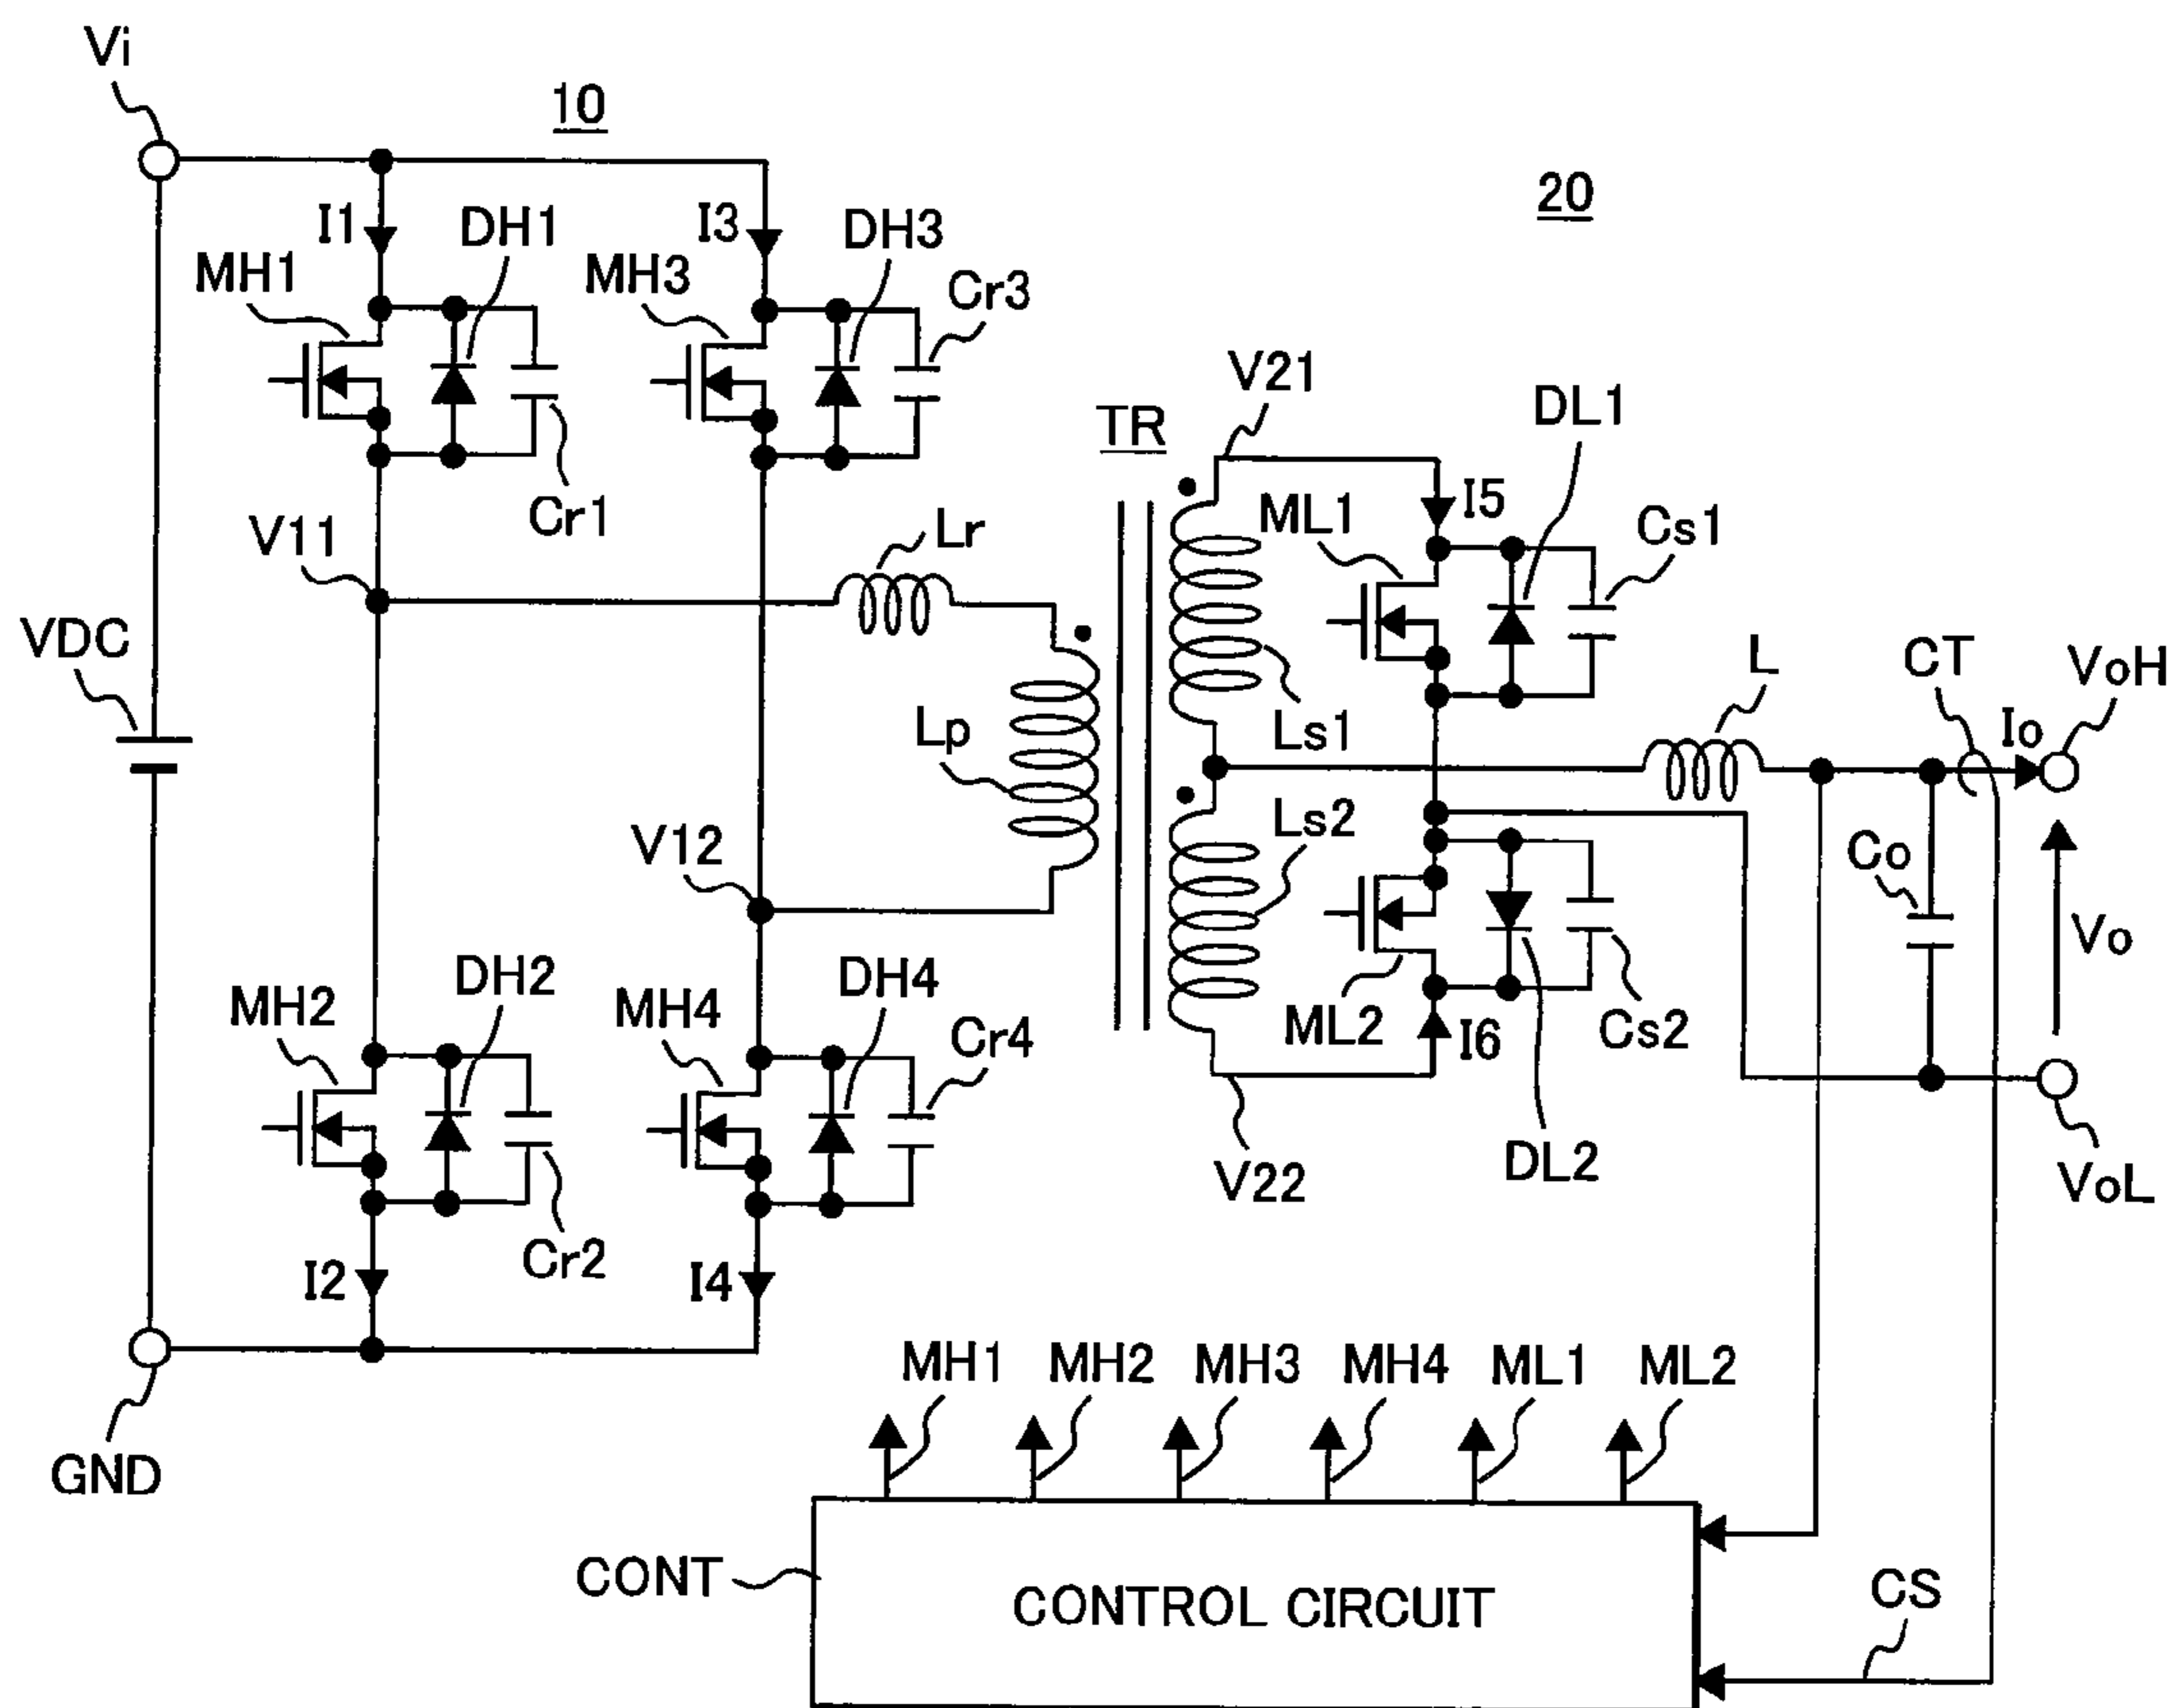 Vi
10
20
I1
DH1
I3
DH3
MH1
MH3
Cr3
V21
DL1
TR
Cr1
ML1
I5
Cs1
V11
Lr
VDC
L
CT
VoH
Lp
Ls1
Io
V12
Ls2
Co
Vo
MH2
DH2
MH4
DH4
Cr4
ML2
I6
Cs2
V22
DL2
VoL
Cr2
I2
I4
MH1
MH2
MH3
MH4
ML1
ML2
GND
CONT
CONTROL CIRCUIT
CS